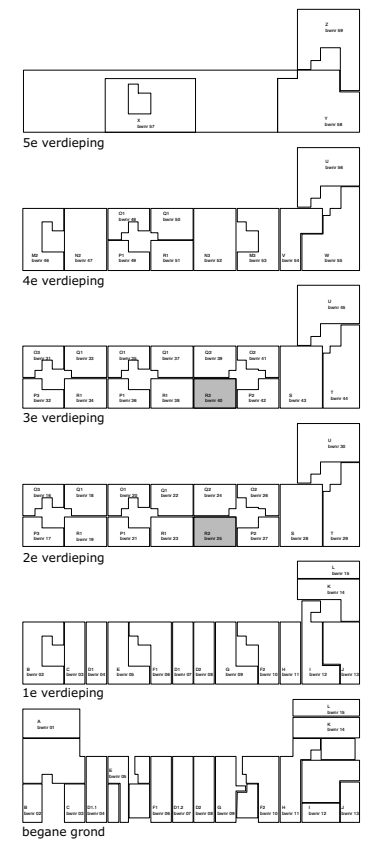 Z
bwnr 59
X
bwnr 57
Y
bwnr 58
5e verdieping
U
bwnr 56
O1
bwnr 48
Q1
bwnr 50
M2
bwnr 46
N2
bwnr 47
P1
bwnr 49
R1
bwnr 51
N3
bwnr 52
M3
bwnr 53
V
bwnr 54
W
bwnr 55
4e verdieping
U
bwnr 45
O3
bwnr 31
Q1
bwnr 33
O1
bwnr 35
Q1
bwnr 37
Q2
bwnr 39
O2
bwnr 41
P3
bwnr 32
R1
bwnr 34
P1
bwnr 36
R1
bwnr 38
R2
bwnr 40
P2
bwnr 42
S
bwnr 43
T
bwnr 44
3e verdieping
U
bwnr 30
O3
bwnr 16
Q1
bwnr 18
O1
bwnr 20
Q1
bwnr 22
Q2
bwnr 24
O2
bwnr 26
P3
bwnr 17
R1
bwnr 19
P1
bwnr 21
R1
bwnr 23
R2
bwnr 25
P2
bwnr 27
S
bwnr 28
T
bwnr 29
2e verdieping
L
bwnr 15
K
bwnr 14
B
bwnr 02
C
bwnr 03
D1
bwnr 04
E
bwnr 05
F1
bwnr 06
D1
bwnr 07
D2
bwnr 08
G
bwnr 09
F2
bwnr 10
H
bwnr 11
I
bwnr 12
J
bwnr 13
1e verdieping
L
bwnr 15
K
bwnr 14
A
bwnr 01
E
bwnr 05
B
bwnr 02
C
bwnr 03
D1.1
bwnr 04
F1
bwnr 06
D1.2
bwnr 07
D2
bwnr 08
G
bwnr 09
F2
bwnr 10
H
bwnr 11
I
bwnr 12
J
bwnr 13
begane grond